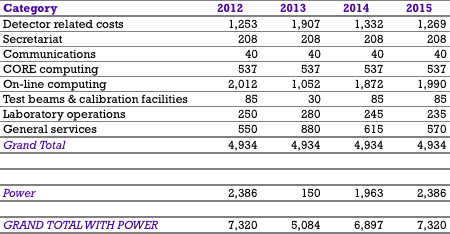 Category 2012 2013 2014 2015
Detector related costs 1,253 1,907 1,332 1,269
Secretariat 208 208 208 208
Communications 40 40 40 40
CORE computing 537 537 537 537
On-line computing 2,012 1,052 1,872 1,990
Test beams & calibration facilities 85 30 85 85
Laboratory operations 250 280 245 235
General services 550 880 615 570
Grand Total 4,934 4,934 4,934 4,934
Power 2,386 150 1,963 2,386
GRAND TOTAL WITH POWER 7,320 5,084 6,897 7,320